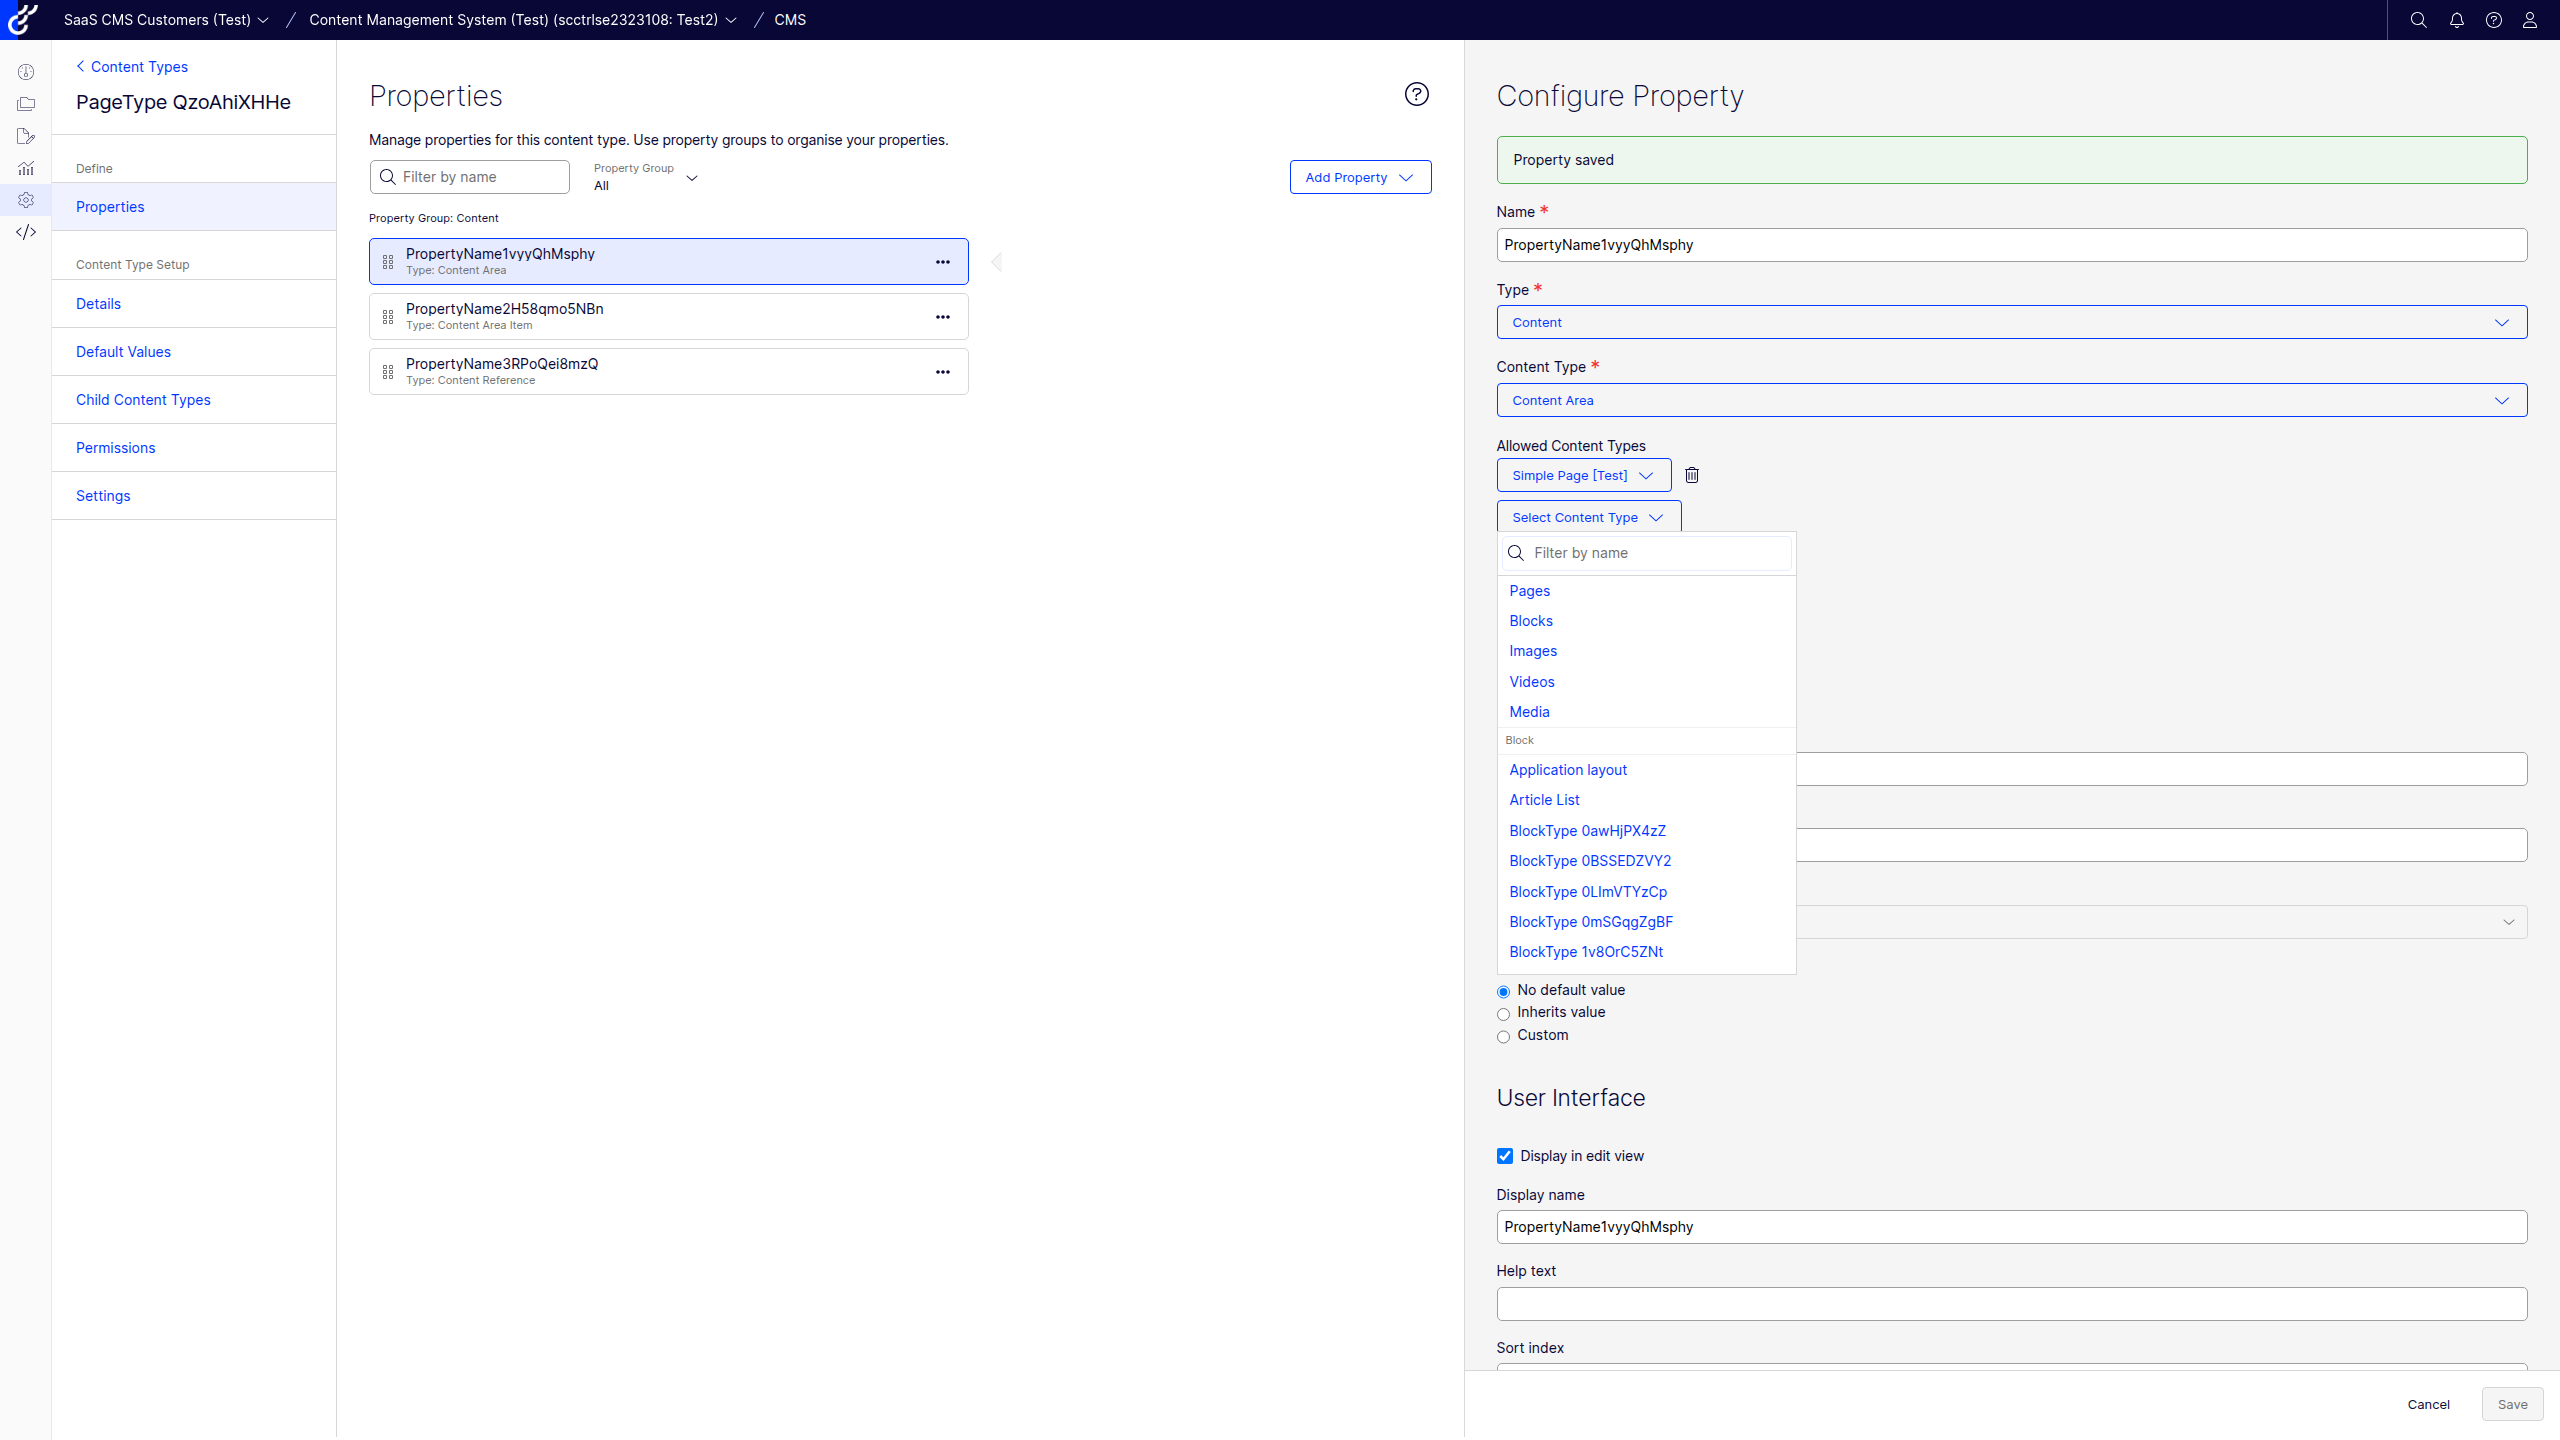 SaaS CMS Customers (Test) / Content Management System (Test) (scctrlse2323108: Test2) / CMS
Content Types
PageType QzoAhiXHHe
Define
Properties
Content Type Setup
Details
Default Values
Child Content Types
Permissions
Settings
Properties
Manage properties for this content type. Use property groups to organise your properties.
Filter by name
Property Group
All
Add Property
Property Group: Content
PropertyName1vyyQhMsphy
Type: Content Area
PropertyName2H58qmo5NBn
Type: Content Area Item
PropertyName3RPoQei8mzQ
Type: Content Reference
Configure Property
Property saved
Name *
PropertyName1vyyQhMsphy
Type *
Content
Content Type *
Content Area
Allowed Content Types
Simple Page [Test]
Select Content Type
Filter by name
Pages
Blocks
Images
Videos
Media
Block
Application layout
Article List
BlockType 0awHjPX4zZ
BlockType 0BSSEDZVY2
BlockType 0LImVTYzCp
BlockType 0mSGqgZgBF
BlockType 1v8OrC5ZNt
No default value
Inherits value
Custom
User Interface
Display in edit view
Display name
PropertyName1vyyQhMsphy
Help text
Sort index
Cancel
Save